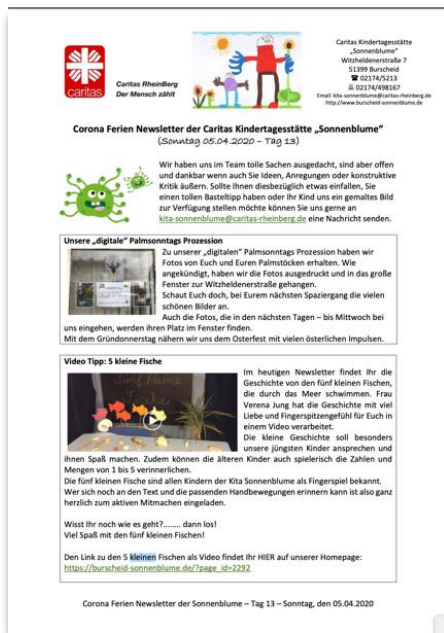 Caritas Kindertagesstätte
„Sonnenblume"
Witzheldenerstraße 7
51399 Burscheid
☎ 02174/5213
02174/498167
Email: kita-sonnenblume@caritas-rheinberg.de
http://www.burscheid-sonnenblume.de
caritas
Caritas RheinBerg
Der Mensch zählt
Corona Ferien Newsletter der Caritas Kindertagesstätte „Sonnenblume"
(Sonntag 05.04.2020 – Tag 13)
Wir haben uns im Team tolle Sachen ausgedacht, sind aber offen
und dankbar wenn auch Sie Ideen, Anregungen oder konstruktive
Kritik äußern. Sollte Ihnen diesbezüglich etwas einfallen, Sie
einen tollen Basteltipp haben oder Ihr Kind uns ein gemaltes Bild
zur Verfügung stellen möchte können Sie uns gerne an
kita-sonnenblume@caritas-rheinberg.de eine Nachricht senden.
Unsere „digitale" Palmsonntags Prozession
Zu unserer „digitalen" Palmsonntags Prozession haben wir
Fotos von Euch und Euren Palmstöcken erhalten. Wie
angekündigt, haben wir die Fotos ausgedruckt und in das große
Fenster zur Witzheldenerstraße gehangen.
Schaut Euch doch, bei Eurem nächsten Spaziergang die vielen
schönen Bilder an.
Auch die Fotos, die in den nächsten Tagen – bis Mittwoch bei
uns eingehen, werden ihren Platz im Fenster finden.
Mit dem Gründonnerstag nähern wir uns dem Osterfest mit vielen österlichen Impulsen.
Video Tipp: 5 kleine Fische
Fünf kleine
Fische
Im heutigen Newsletter findet Ihr die
Geschichte von den fünf kleinen Fischen,
die durch das Meer schwimmen. Frau
Verena Jung hat die Geschichte mit viel
Liebe und Fingerspitzengefühl für Euch in
einem Video verarbeitet.
Die kleine Geschichte soll besonders
unsere jüngsten Kinder ansprechen und
ihnen Spaß machen. Zudem können die älteren Kinder auch spielerisch die Zahlen und
Mengen von 1 bis 5 verinnerlichen.
Die fünf kleinen Fische sind allen Kindern der Kita Sonnenblume als Fingerspiel bekannt.
Wer sich noch an den Text und die passenden Handbewegungen erinnern kann ist also ganz
herzlich zum aktiven Mitmachen eingeladen.
Wisst Ihr noch wie es geht?........ dann los!
Viel Spaß mit den fünf kleinen Fischen!
Den Link zu den 5 kleinen Fischen als Video findet Ihr HIER auf unserer Homepage:
https://burscheid-sonnenblume.de/?page_id=2292
Corona Ferien Newsletter der Sonnenblume – Tag 13 – Sonntag, den 05.04.2020